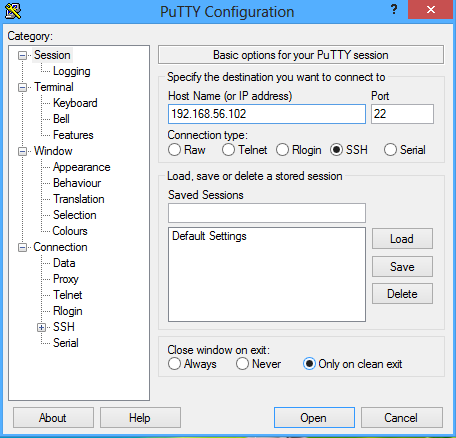 PuTTY Configuration
?
Category:
Session
Logging
Terminal
Keyboard
Bell
Features
Window
Appearance
Behaviour
Translation
Selection
Colours
Connection
Data
Proxy
Telnet
Rlogin
SSH
Serial
Basic options for your PuTTY session
Specify the destination you want to connect to
Host Name (or IP address) Port
192.168.56.102 22
Connection type:
Raw Telnet Rlogin SSH Serial
Load, save or delete a stored session
Saved Sessions
Default Settings
Load
Save
Delete
Close window on exit:
Always Never Only on clean exit
About Help Open Cancel